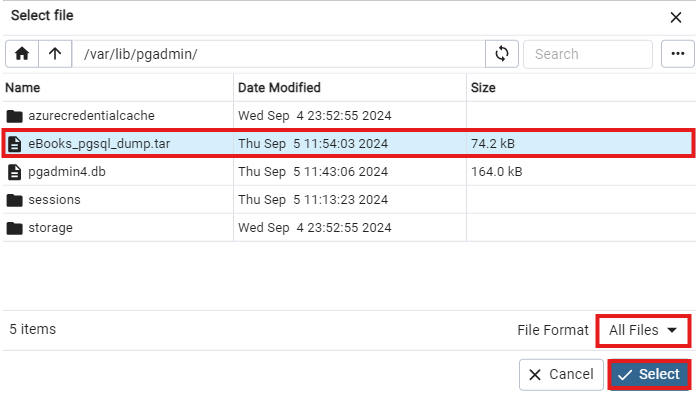 Select file
/var/lib/pgadmin/ Search
Name Date Modified Size
azurecredentialcache Wed Sep 4 23:52:55 2024
eBooks_pgsql_dump.tar Thu Sep 5 11:54:03 2024 74.2 kB
pgadmin4.db Thu Sep 5 11:43:06 2024 164.0 kB
sessions Thu Sep 5 11:13:23 2024
storage Wed Sep 4 23:52:55 2024
5 items File Format All Files
Cancel Select